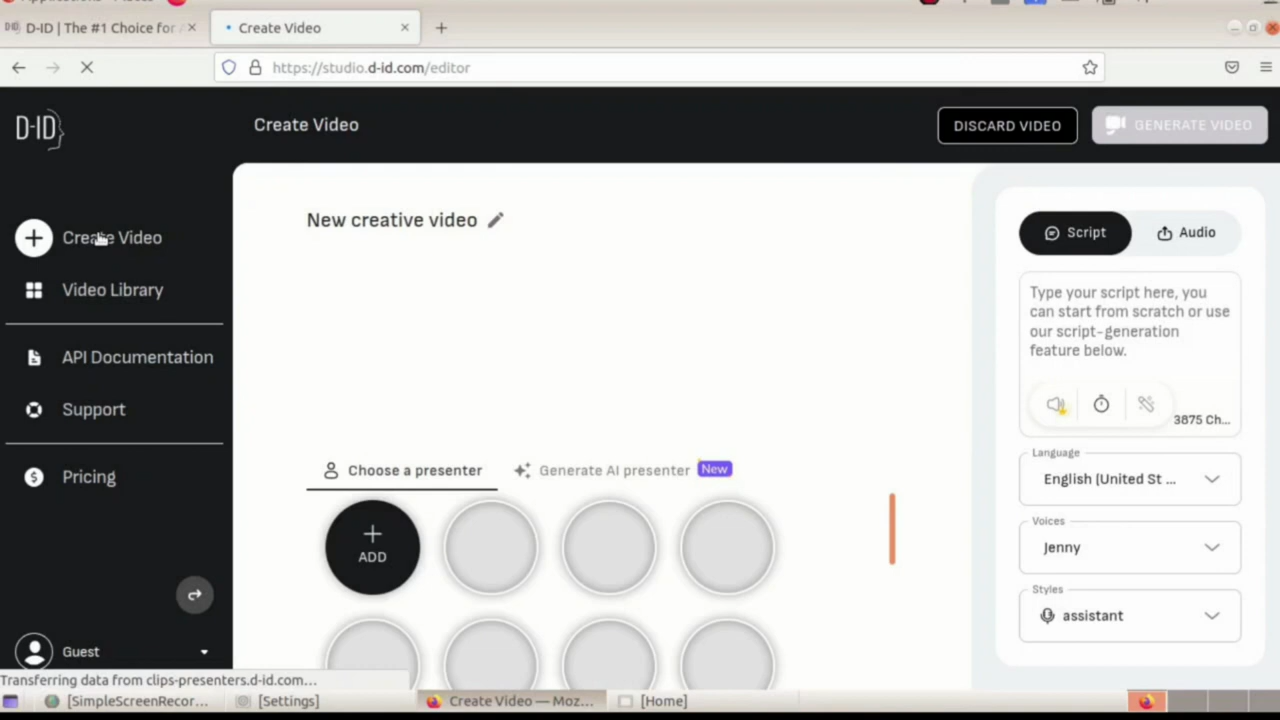 D-ID | The #1 Choice for
Create Video
https://studio.d-id.com/editor
D-ID
Create Video
DISCARD VIDEO
GENERATE VIDEO
Create Video
Video Library
API Documentation
Support
Pricing
Guest
New creative video
Choose a presenter
Generate AI presenter
New
ADD
Script
Audio
Type your script here, you
can start from scratch or use
our script-generation
feature below.
3875 Ch...
Language
English (United St ...
Voices
Jenny
Styles
assistant
Transferring data from clips-presenters.d-id.com...
[SimpleScreenRecor...
[Settings]
Create Video — Moz...
[Home]